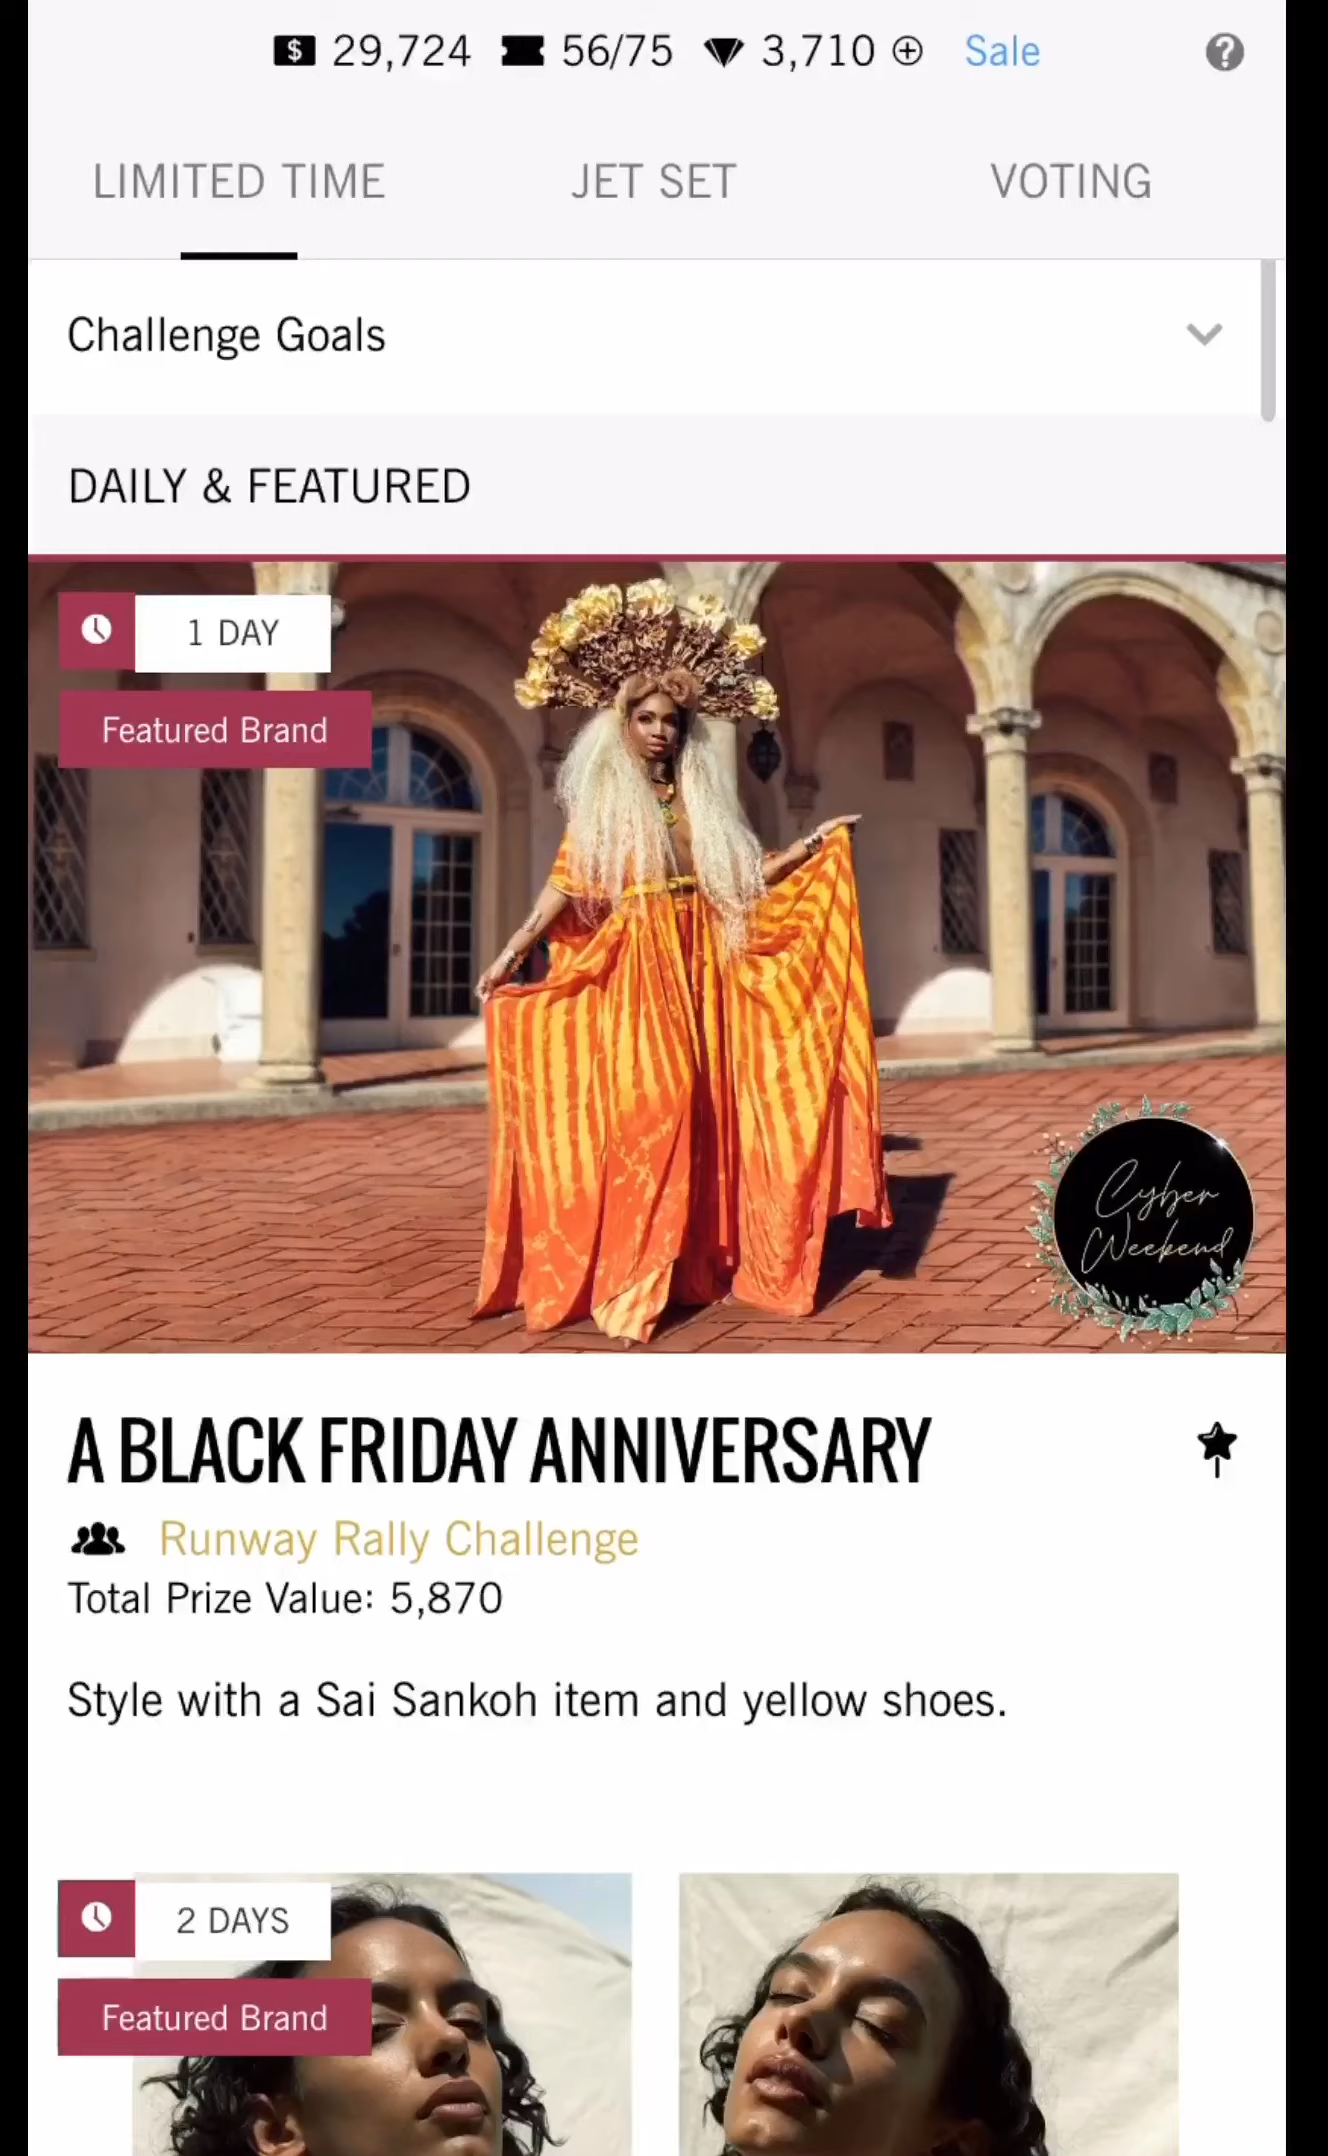 $ 29,724 56/75 3,710 Sale ?
LIMITED TIME JET SET VOTING
Challenge Goals
DAILY & FEATURED
1 DAY
Featured Brand
Cyber
Weekend
A BLACK FRIDAY ANNIVERSARY
Runway Rally Challenge
Total Prize Value: 5,870
Style with a Sai Sankoh item and yellow shoes.
2 DAYS
Featured Brand